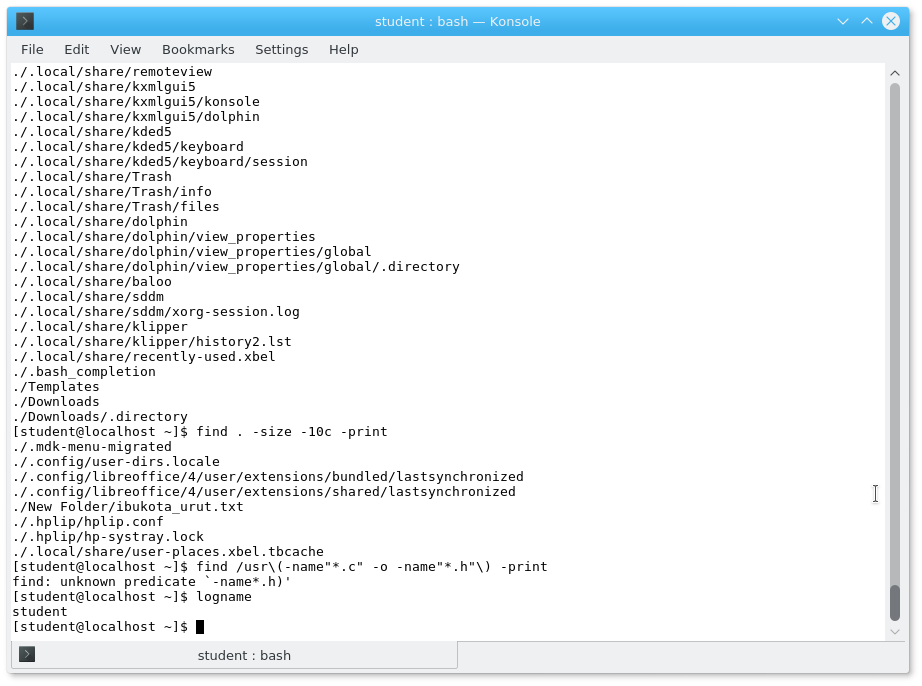 student : bash — Konsole
File Edit View Bookmarks Settings Help
./.local/share/remoteview
./.local/share/kxmlgui5
./.local/share/kxmlgui5/konsole
./.local/share/kxmlgui5/dolphin
./.local/share/kded5
./.local/share/kded5/keyboard
./.local/share/kded5/keyboard/session
./.local/share/Trash
./.local/share/Trash/info
./.local/share/Trash/files
./.local/share/dolphin
./.local/share/dolphin/view_properties
./.local/share/dolphin/view_properties/global
./.local/share/dolphin/view_properties/global/.directory
./.local/share/baloo
./.local/share/sddm
./.local/share/sddm/xorg-session.log
./.local/share/klipper
./.local/share/klipper/history2.lst
./.local/share/recently-used.xbel
./.bash_completion
./Templates
./Downloads
./Downloads/.directory
[student@localhost ~]$ find . -size -10c -print
./.mdk-menu-migrated
./.config/user-dirs.locale
./.config/libreoffice/4/user/extensions/bundled/lastsynchronized
./.config/libreoffice/4/user/extensions/shared/lastsynchronized
./New Folder/ibukota_urut.txt
./.hplip/hplip.conf
./.hplip/hp-systray.lock
./.local/share/user-places.xbel.tbcache
[student@localhost ~]$ find /usr\(-name"*.c" -o -name"*.h"\) -print
find: unknown predicate `-name*.h)'
[student@localhost ~]$ logname
student
[student@localhost ~]$
student : bash